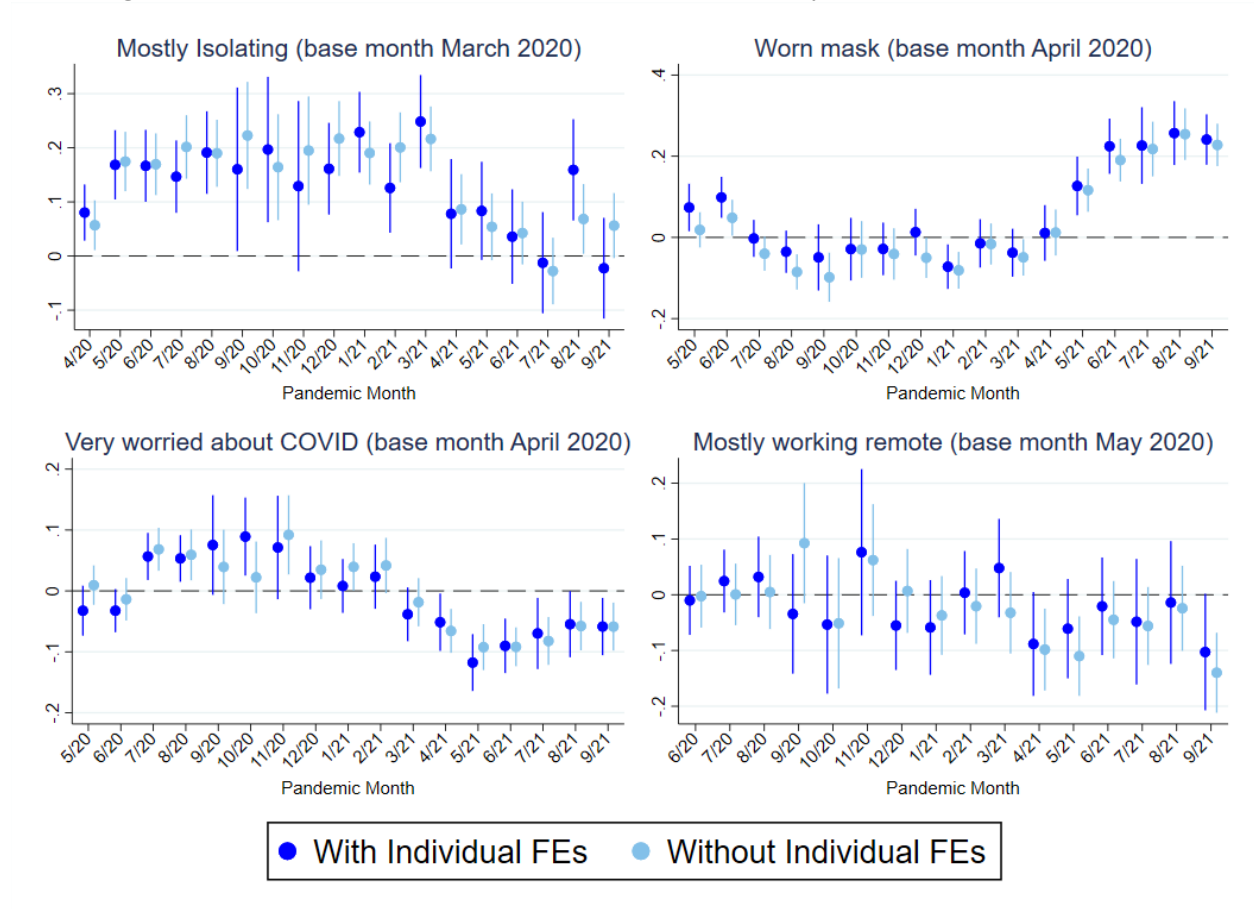 Mostly Isolating (base month March 2020)
.3
.2
.1
0
-.1
4/20 5/20 6/20 7/20 8/20 9/20 10/20 11/20 12/20 1/21 2/21 3/21 4/21 5/21 6/21 7/21 8/21 9/21
Pandemic Month
Worn mask (base month April 2020)
.4
.2
0
-.2
5/20 6/20 7/20 8/20 9/20 10/20 11/20 12/20 1/21 2/21 3/21 4/21 5/21 6/21 7/21 8/21 9/21
Pandemic Month
Very worried about COVID (base month April 2020)
.2
.1
0
-.1
-.2
5/20 6/20 7/20 8/20 9/20 10/20 11/20 12/20 1/21 2/21 3/21 4/21 5/21 6/21 7/21 8/21 9/21
Pandemic Month
Mostly working remote (base month May 2020)
.2
.1
0
-.1
-.2
6/20 7/20 8/20 9/20 10/20 11/20 12/20 1/21 2/21 3/21 4/21 5/21 6/21 7/21 8/21 9/21
Pandemic Month
With Individual FEs
Without Individual FEs